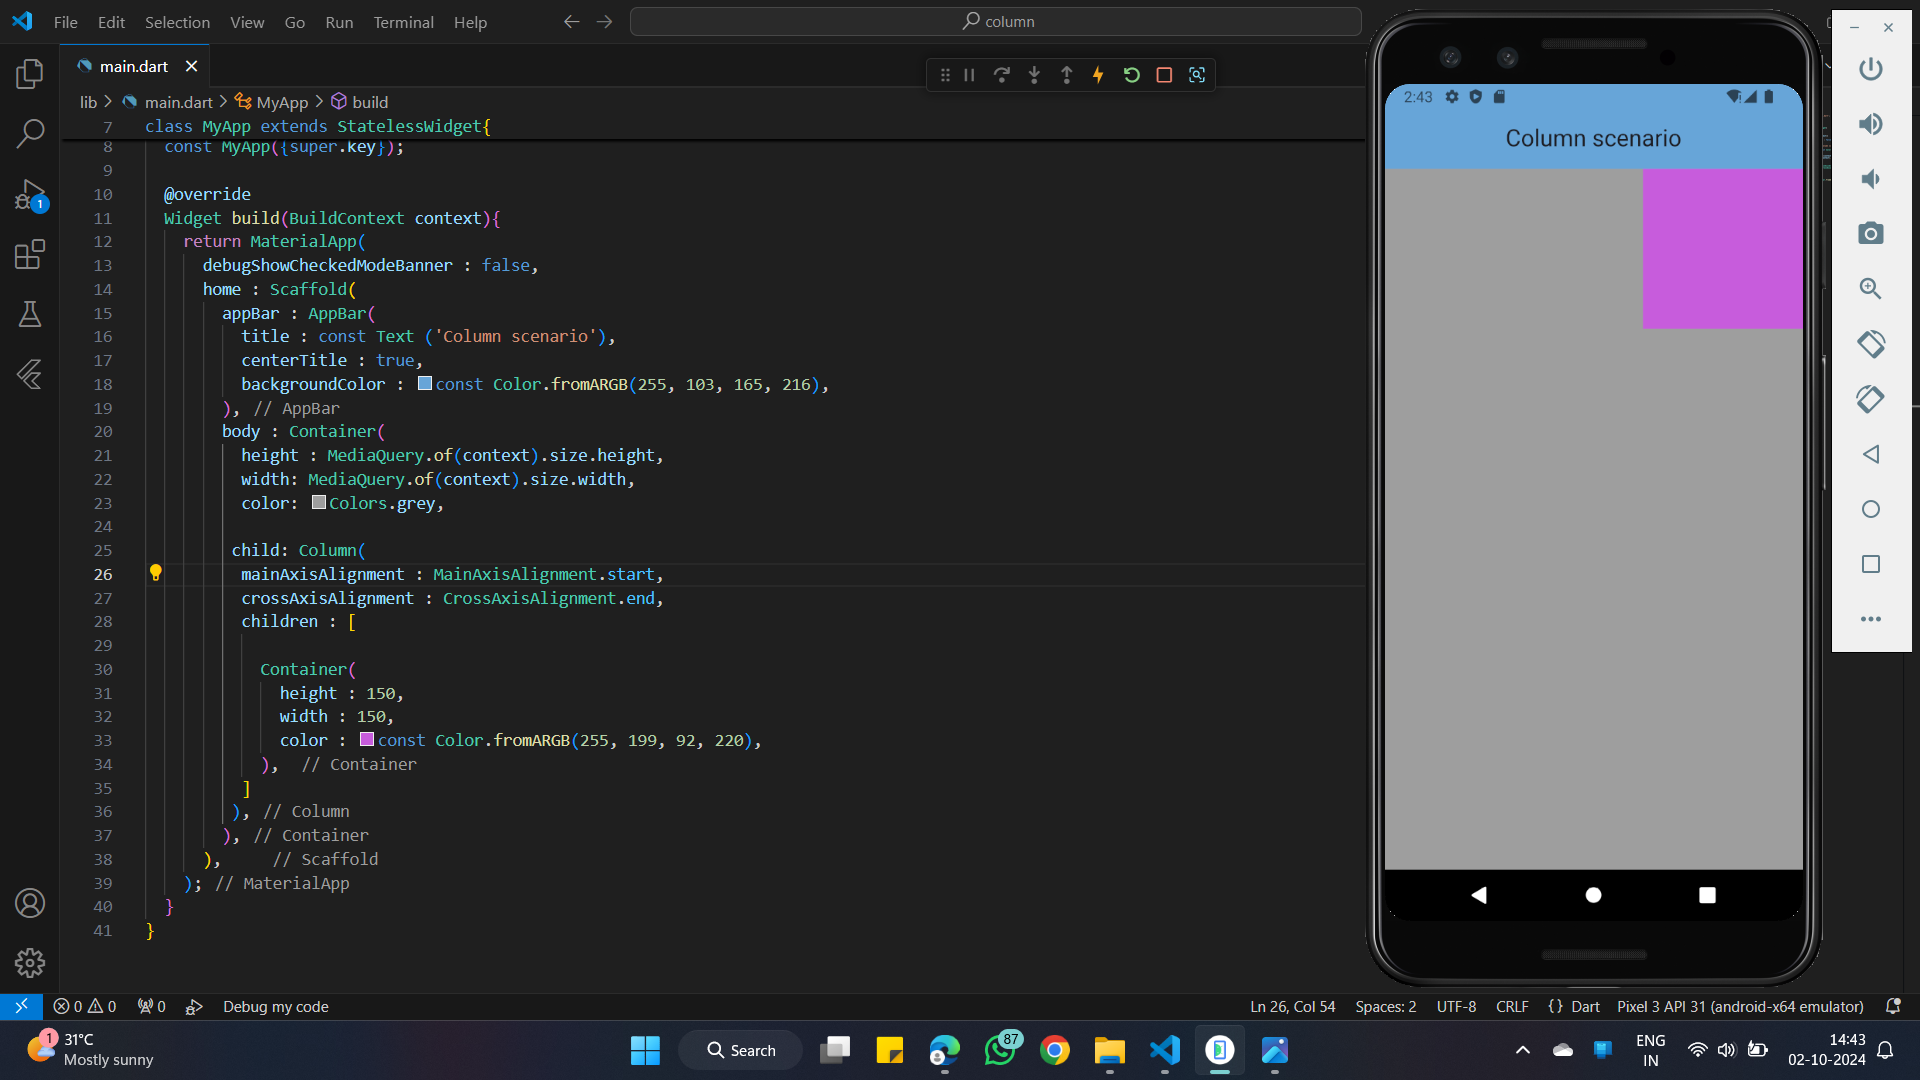 File Edit Selection View Go Run Terminal Help
column
main.dart
lib > main.dart > MyApp > build
7 class MyApp extends StatelessWidget{
8 const MyApp({super.key});
9
10 @override
11 Widget build(BuildContext context){
12 return MaterialApp(
13 debugShowCheckedModeBanner : false,
14 home : Scaffold(
15 appBar : AppBar(
16 title : const Text ('Column scenario'),
17 centerTitle : true,
18 backgroundColor : const Color.fromARGB(255, 103, 165, 216),
19 ), // AppBar
20 body : Container(
21 height : MediaQuery.of(context).size.height,
22 width: MediaQuery.of(context).size.width,
23 color: Colors.grey,
24
25 child: Column(
26 mainAxisAlignment : MainAxisAlignment.start,
27 crossAxisAlignment : CrossAxisAlignment.end,
28 children : [
29
30 Container(
31 height : 150,
32 width : 150,
33 color : const Color.fromARGB(255, 199, 92, 220),
34 ), // Container
35 ]
36 ), // Column
37 ), // Container
38 ), // Scaffold
39 ); // MaterialApp
40 }
41 }
1
2:43
Column scenario
0 0 0 Debug my code
Ln 26, Col 54 Spaces: 2 UTF-8 CRLF {} Dart Pixel 3 API 31 (android-x64 emulator)
1
31°C
Mostly sunny
Search
87
ENG
IN
14:43
02-10-2024